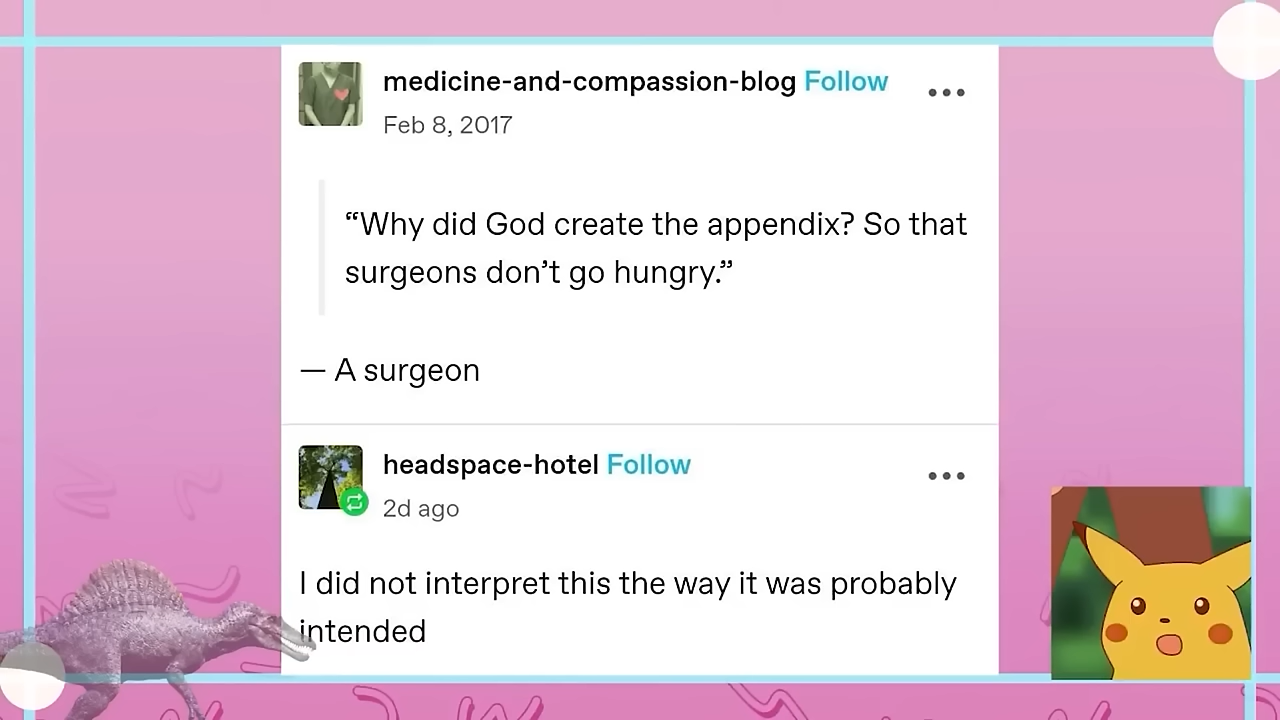 medicine-and-compassion-blog Follow
Feb 8, 2017
“Why did God create the appendix? So that
surgeons don’t go hungry.”
— A surgeon
headspace-hotel Follow
2d ago
I did not interpret this the way it was probably
intended